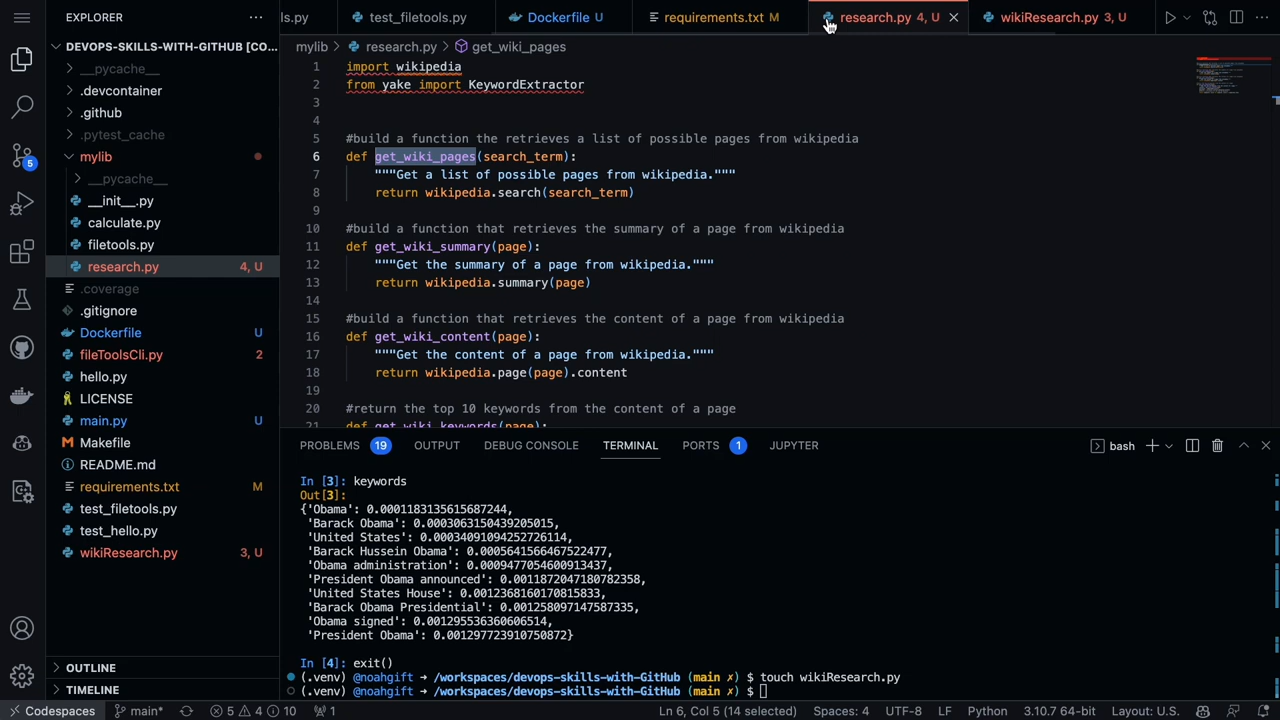 EXPLORER
ls.py
test_filetools.py
Dockerfile U
requirements.txt M
research.py 4, U
wikiResearch.py 3, U
DEVOPS-SKILLS-WITH-GITHUB [CO...
__pycache__
.devcontainer
.github
.pytest_cache
mylib
__pycache__
__init__.py
calculate.py
filetools.py
research.py 4, U
.coverage
.gitignore
Dockerfile U
fileToolsCli.py 2
hello.py
LICENSE
main.py U
Makefile
README.md
requirements.txt M
test_filetools.py
test_hello.py
wikiResearch.py 3, U
OUTLINE
TIMELINE
5
mylib > research.py > get_wiki_pages
1 import wikipedia
2 from yake import KeywordExtractor
3
4
5 #build a function the retrieves a list of possible pages from wikipedia
6 def get_wiki_pages(search_term):
7 """Get a list of possible pages from wikipedia."""
8 return wikipedia.search(search_term)
9
10 #build a function that retrieves the summary of a page from wikipedia
11 def get_wiki_summary(page):
12 """Get the summary of a page from wikipedia."""
13 return wikipedia.summary(page)
14
15 #build a function that retrieves the content of a page from wikipedia
16 def get_wiki_content(page):
17 """Get the content of a page from wikipedia."""
18 return wikipedia.page(page).content
19
20 #return the top 10 keywords from the content of a page
21 def get_wiki_keywords(page):
PROBLEMS 19 OUTPUT DEBUG CONSOLE TERMINAL PORTS 1 JUPYTER
bash
In [3]: keywords
Out[3]:
{'Obama': 0.0001183135615687244,
'Barack Obama': 0.0003063150439205015,
'United States': 0.00034091094252726114,
'Barack Hussein Obama': 0.0005641566467522477,
'Obama administration': 0.0009477054600913437,
'President Obama announced': 0.0011872047180782358,
'United States House': 0.0012368160170815833,
'Barack Obama Presidential': 0.001258097147587335,
'Obama signed': 0.001295536360606514,
'President Obama': 0.001297723910750872}
In [4]: exit()
(.venv) @noahgift → /workspaces/devops-skills-with-GitHub (main ✗) $ touch wikiResearch.py
(.venv) @noahgift → /workspaces/devops-skills-with-GitHub (main ✗) $
Codespaces main* 5 4 10 1 Ln 6, Col 5 (14 selected) Spaces: 4 UTF-8 LF Python 3.10.7 64-bit Layout: U.S.